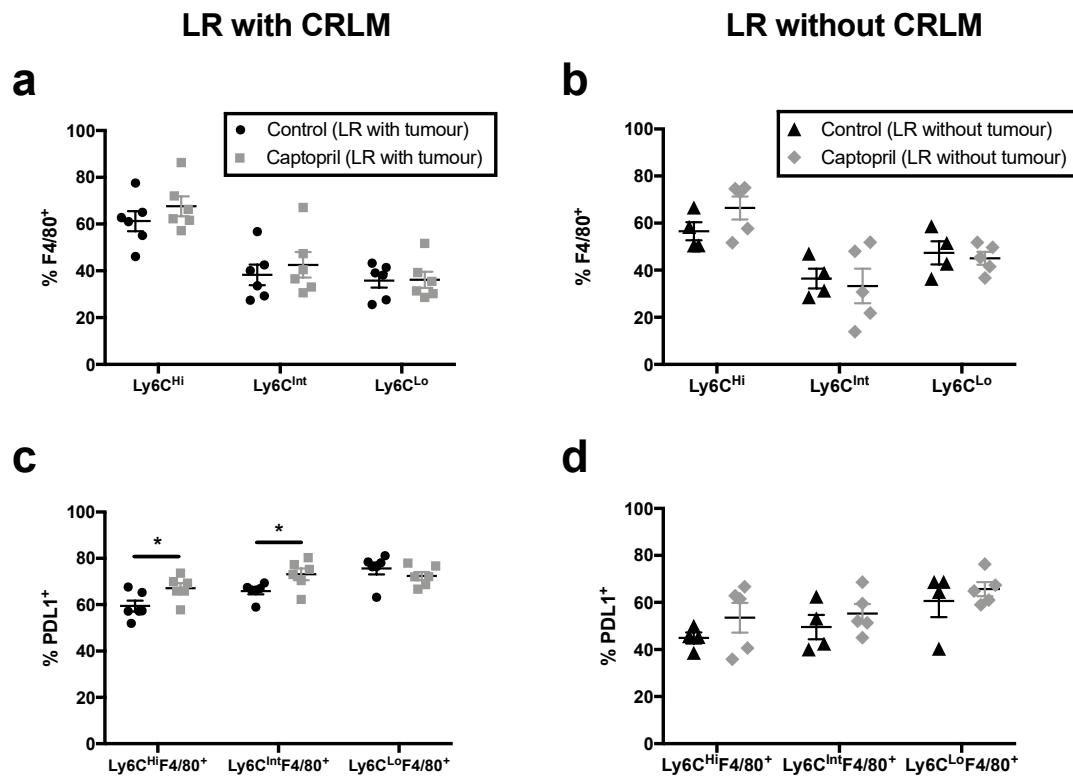 LR with CRLM
LR without CRLM
a
Control (LR with tumour)
Captopril (LR with tumour)
% F4/80⁺
100
80
60
40
20
0
Ly6Cᴴⁱ
Ly6Cᴵⁿᵗ
Ly6Cᴸᵒ
b
Control (LR without tumour)
Captopril (LR without tumour)
% F4/80⁺
100
80
60
40
20
0
Ly6Cᴴⁱ
Ly6Cᴵⁿᵗ
Ly6Cᴸᵒ
c
% PDL1⁺
100
80
60
40
20
0
*
*
Ly6CᴴⁱF4/80⁺
Ly6CᴵⁿᵗF4/80⁺
Ly6CᴸᵒF4/80⁺
d
% PDL1⁺
100
80
60
40
20
0
Ly6CᴴⁱF4/80⁺
Ly6CᴵⁿᵗF4/80⁺
Ly6CᴸᵒF4/80⁺